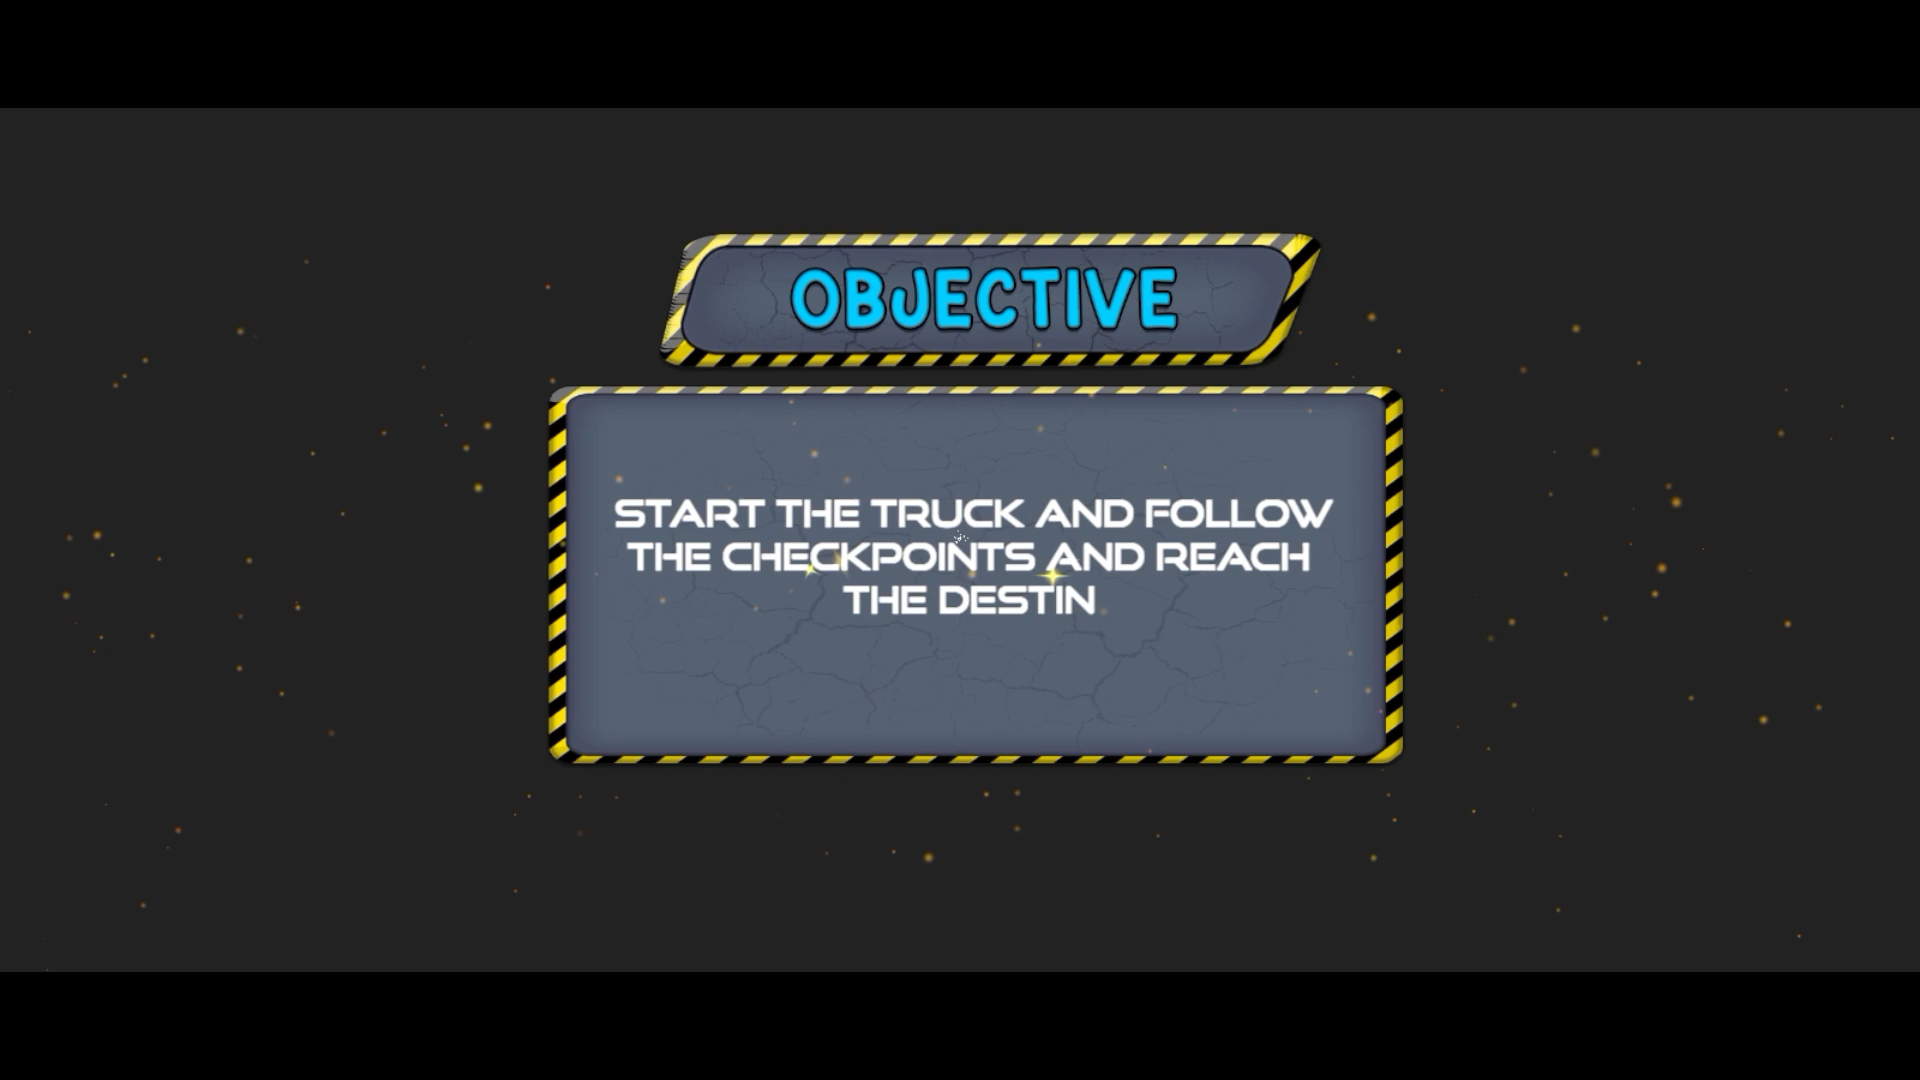 OBJECTIVE
START THE TRUCK AND FOLLOW
THE CHECKPOINTS AND REACH
THE DESTIN